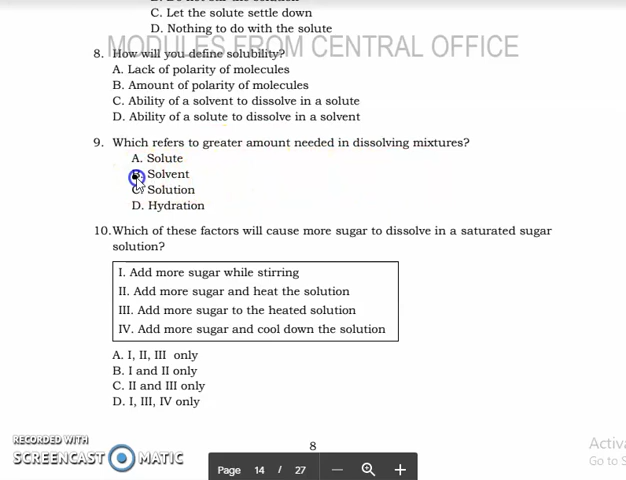 C. Let the solute settle down
D. Nothing to do with the solute
MODULES FROM CENTRAL OFFICE
8. How will you define solubility?
A. Lack of polarity of molecules
B. Amount of polarity of molecules
C. Ability of a solvent to dissolve in a solute
D. Ability of a solute to dissolve in a solvent
9. Which refers to greater amount needed in dissolving mixtures?
A. Solute
B. Solvent
C. Solution
D. Hydration
10. Which of these factors will cause more sugar to dissolve in a saturated sugar
solution?
I. Add more sugar while stirring
II. Add more sugar and heat the solution
III. Add more sugar to the heated solution
IV. Add more sugar and cool down the solution
A. I, II, III only
B. I and II only
C. II and III only
D. I, III, IV only
8
RECORDED WITH
SCREENCAST MATIC
Page 14 / 27
Go to